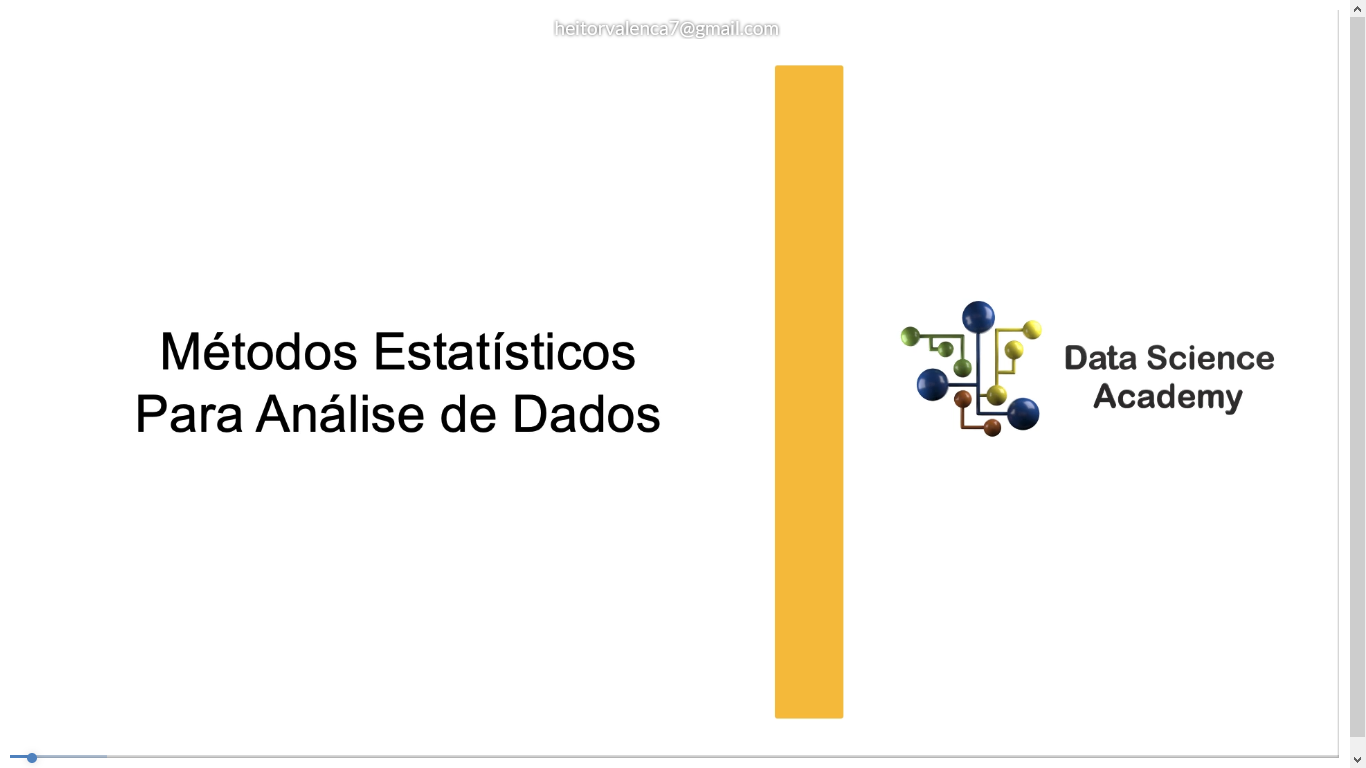 heitorvalenca7@gmail.com
Métodos Estatísticos
Para Análise de Dados
Data Science
Academy